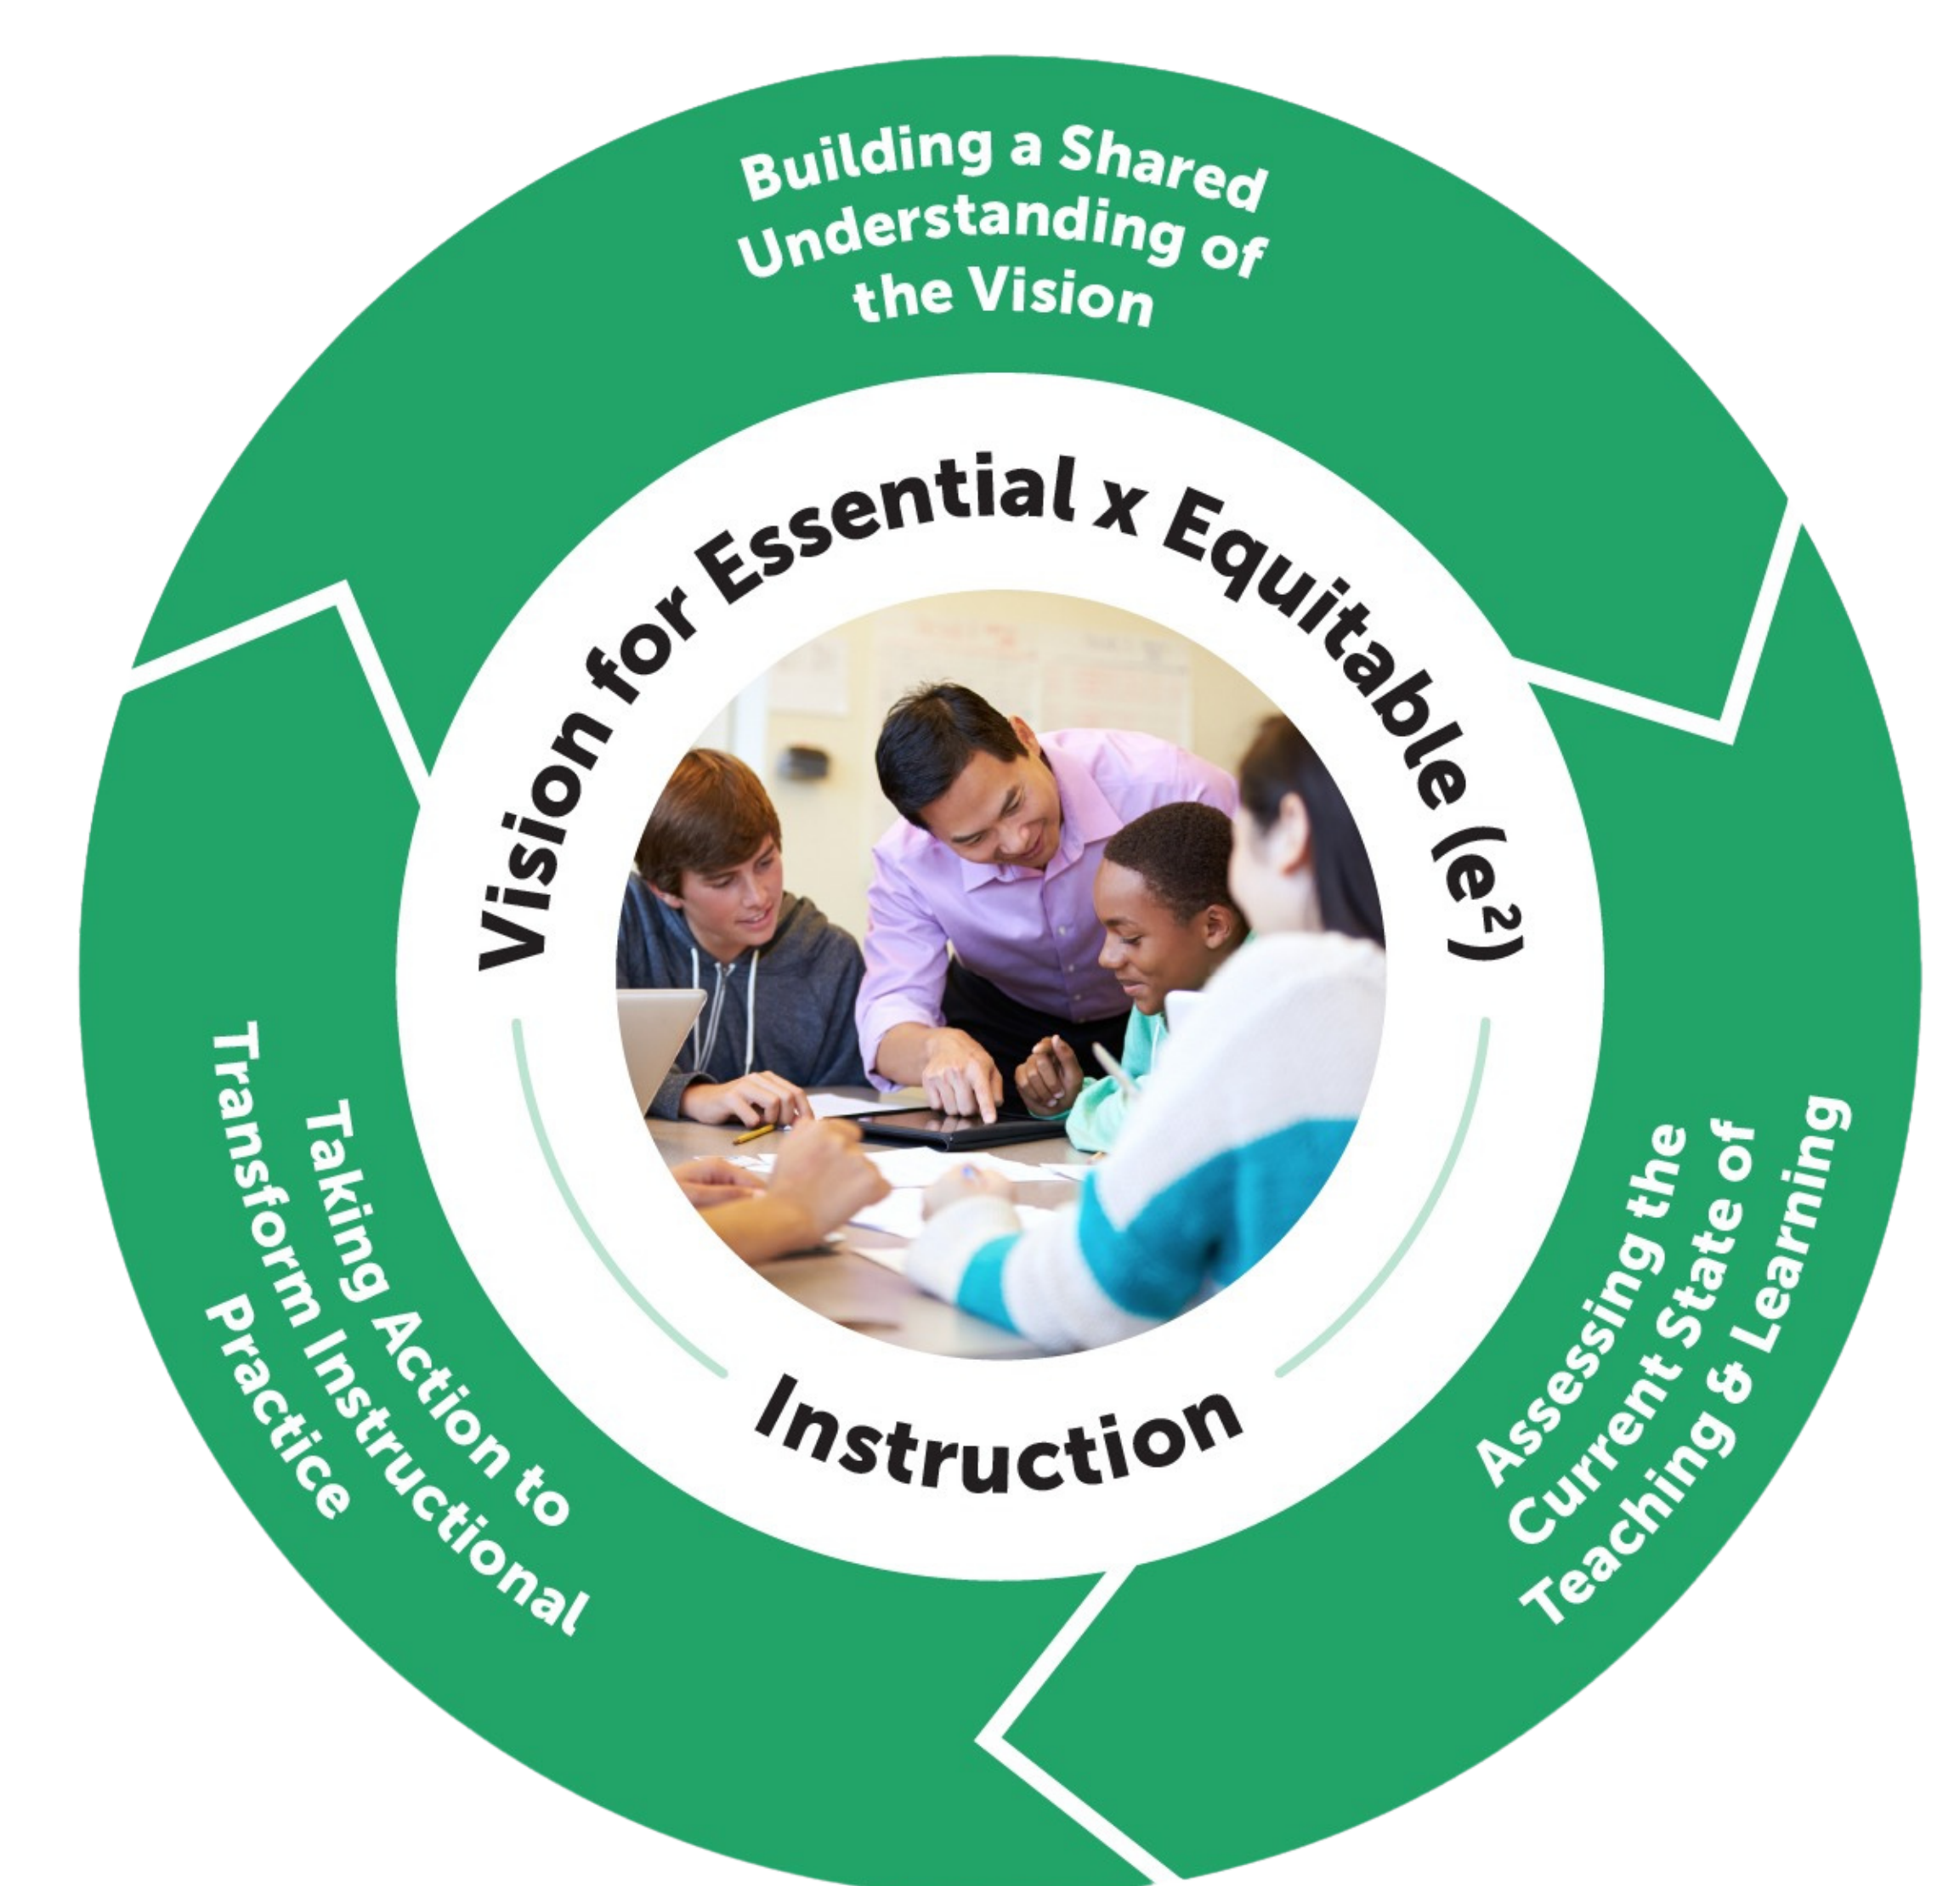 Building a Shared
Understanding of
the Vision
Vision for Essential x Equitable (e²)
Instruction
Assessing the
Current State of
Teaching & Learning
Taking Action to
Transform Instructional
Practice